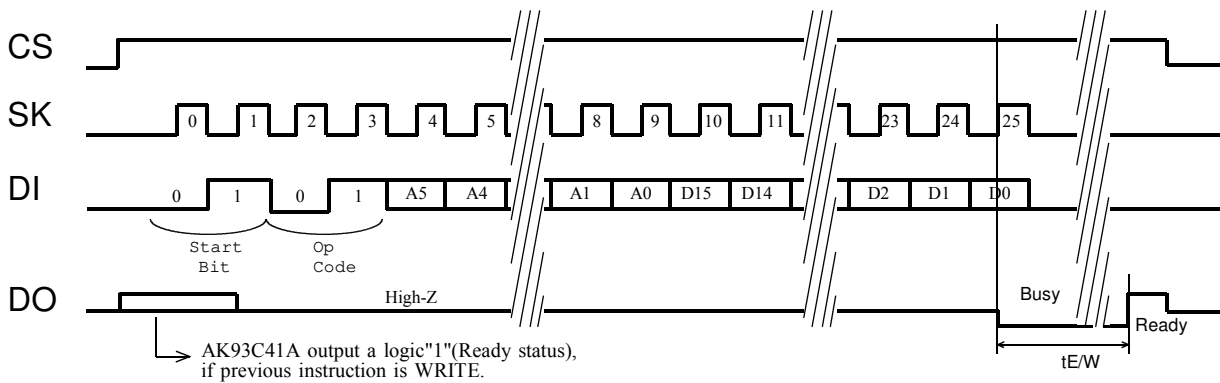 CS
SK
0 1 2 3 4 5 8 9 10 11 23 24 25
DI
0 1 0 1 A5 A4 A1 A0 D15 D14 D2 D1 D0
Start
Bit
Op
Code
DO
High-Z
Busy
Ready
tE/W
AK93C41A output a logic"1"(Ready status),
if previous instruction is WRITE.